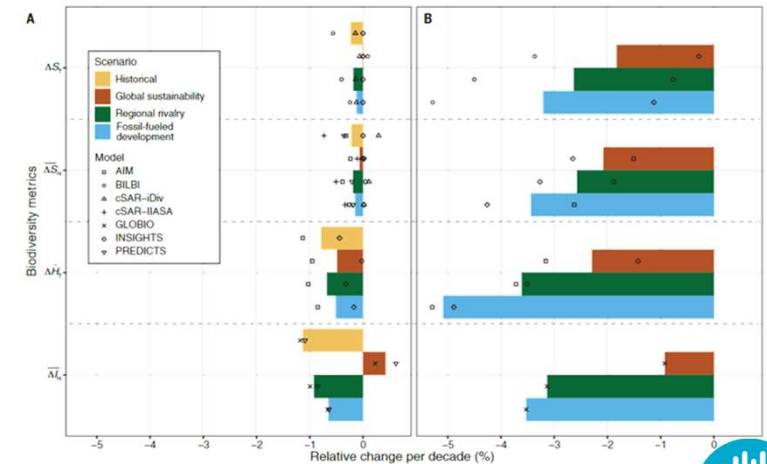 A
B
Scenario
Historical
Global sustainability
Regional rivalry
Fossil-fueled
development
Model
AIM
BILBI
cSAR-iDiv
cSAR-IIASA
GLOBIO
INSIGHTS
PREDICTS
Biodiversity metrics
−5 −4 −3 −2 −1 0
−5 −4 −3 −2 −1 0
Relative change per decade (%)